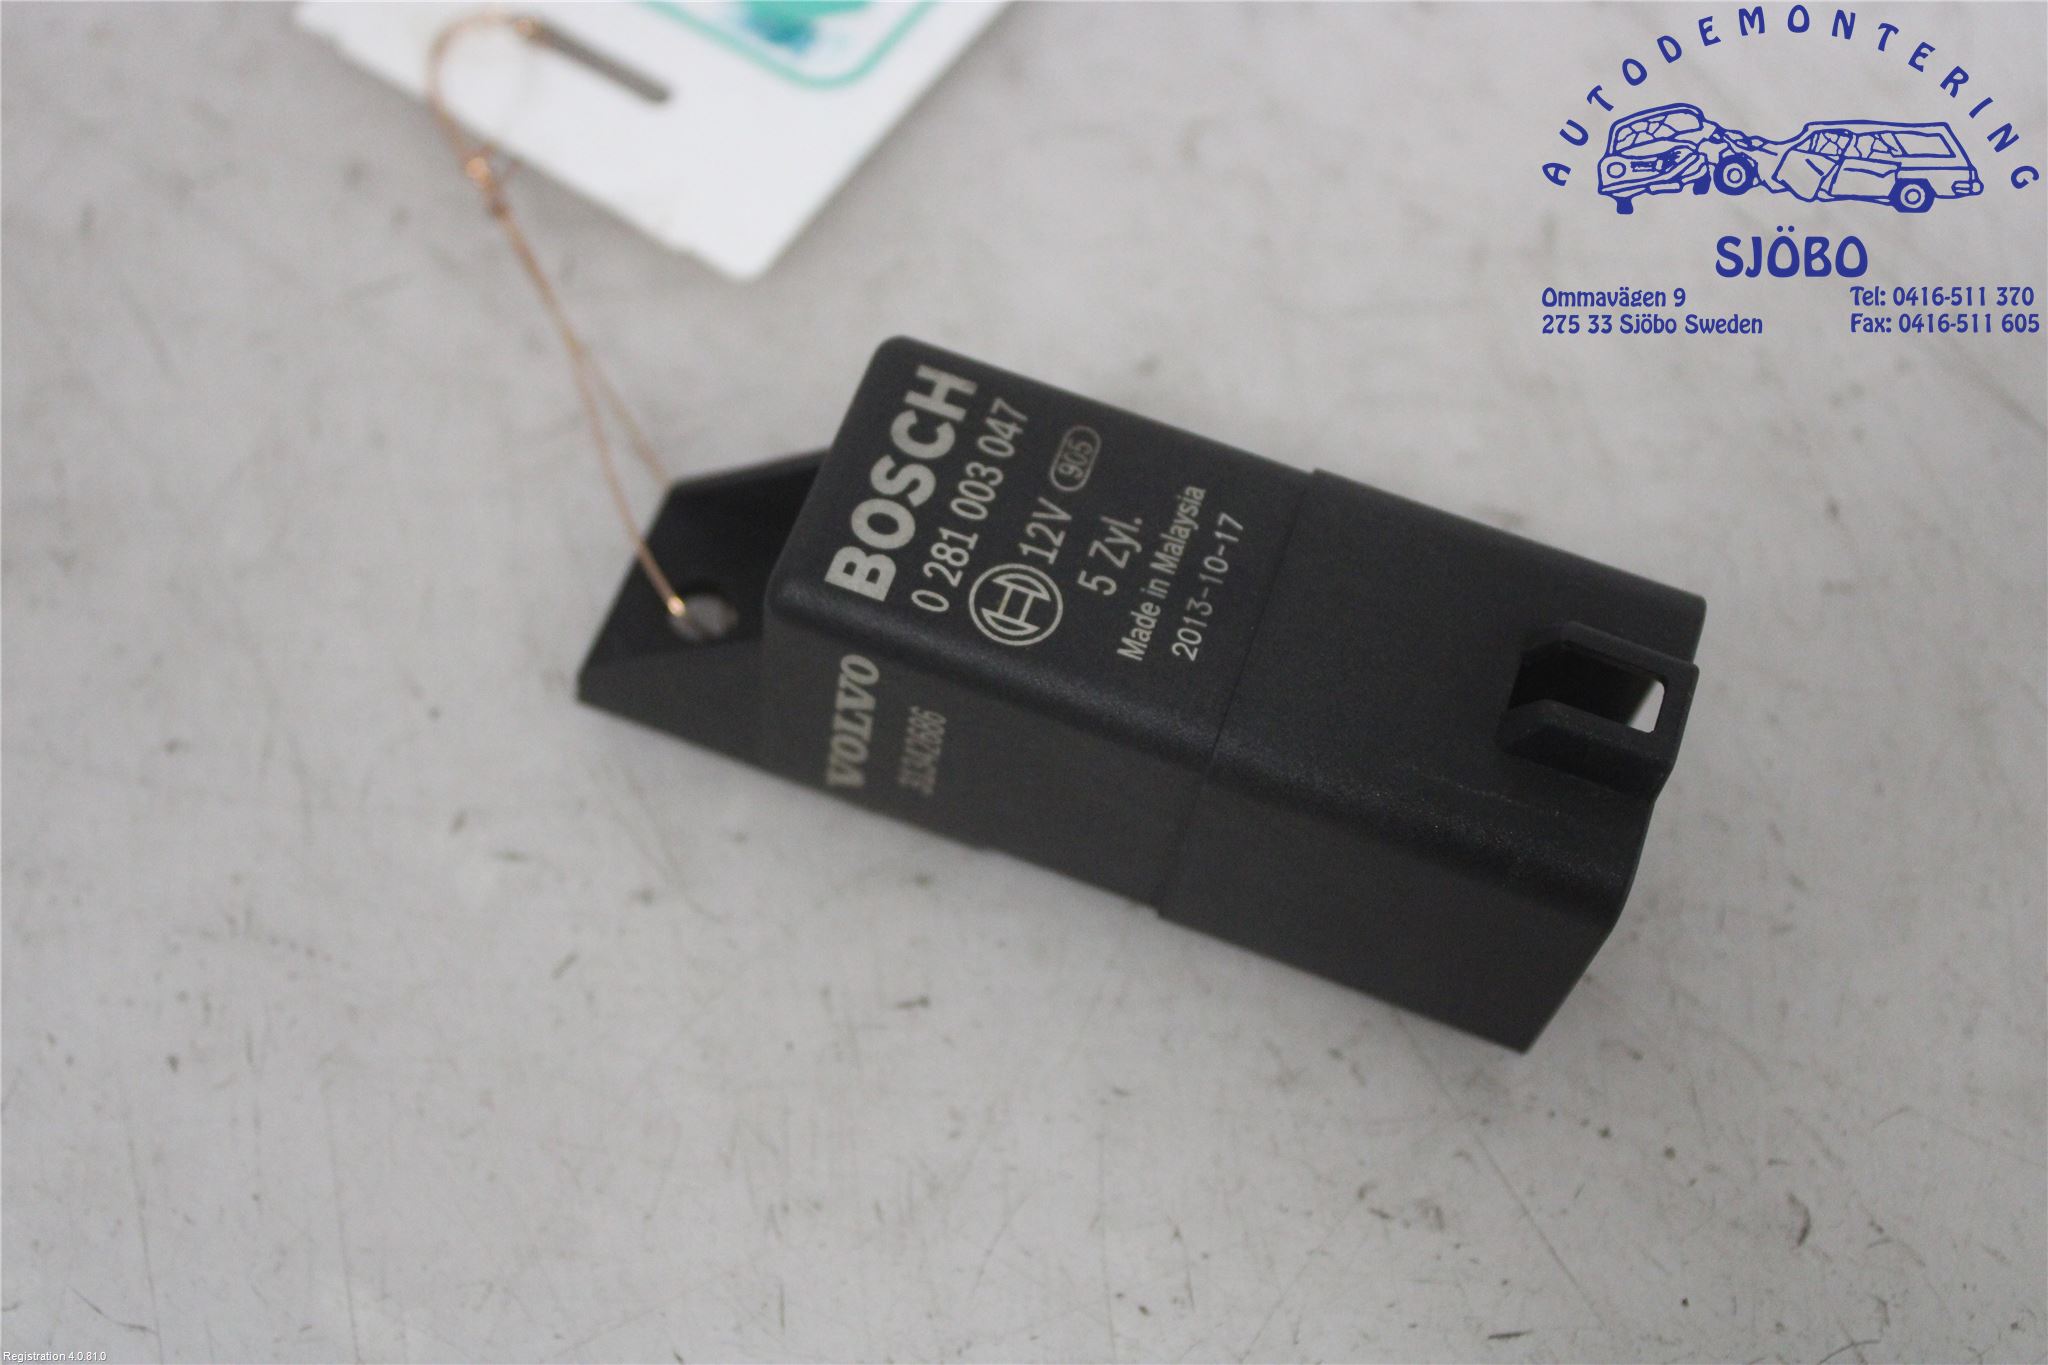 AUTODEMONTERING
SJÖBO
Ommavägen 9
275 33 Sjöbo Sweden
Tel: 0416-511 370
Fax: 0416-511 605
BOSCH
0 281 003 047
12V 905
5 Zyl.
Made in Malaysia
2013-10-17
VOLVO
31342686
Registration 4.0.81.0